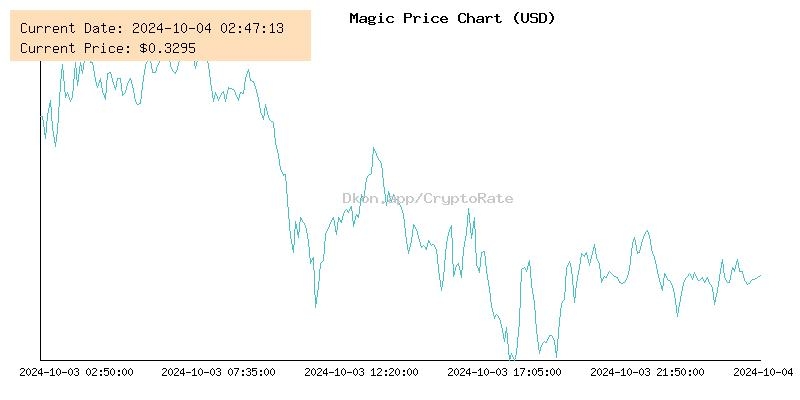 Magic Price Chart (USD)
Current Date: 2024-10-04 02:47:13
Current Price: $0.3295
Dkon.app/CryptoRate
2024-10-03 02:50:00 2024-10-03 07:35:00 2024-10-03 12:20:00 2024-10-03 17:05:00 2024-10-03 21:50:00 2024-10-04